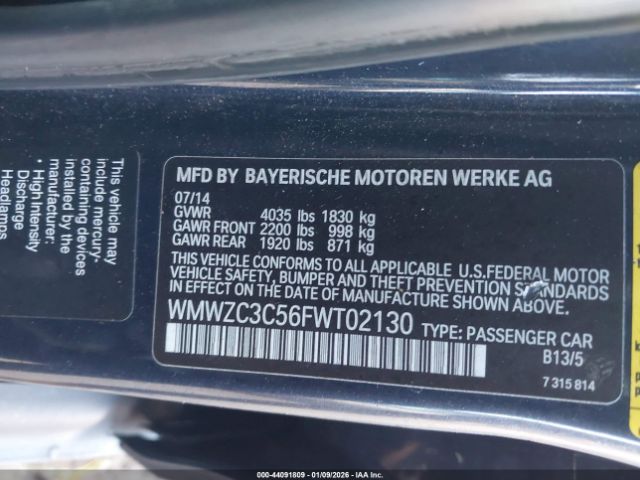 This vehicle may
include mercury-
containing devices
installed by the
manufacturer:
• High Intensity
Discharge
Headlamps
MFD BY BAYERISCHE MOTOREN WERKE AG
07/14
GVWR 4035 lbs 1830 kg
GAWR FRONT 2200 lbs 998 kg
GAWR REAR 1920 lbs 871 kg
THIS VEHICLE CONFORMS TO ALL APPLICABLE U.S.FEDERAL MOTOR
VEHICLE SAFETY, BUMPER AND THEFT PREVENTION STANDARDS
IN EFFECT ON THE DATE OF MANUFACTURE SHOWN ABOVE.
WMWZC3C56FWT02130 TYPE: PASSENGER CAR
B13/5
7 315 814
000-44091809 - 01/09/2026 - IAAI.com